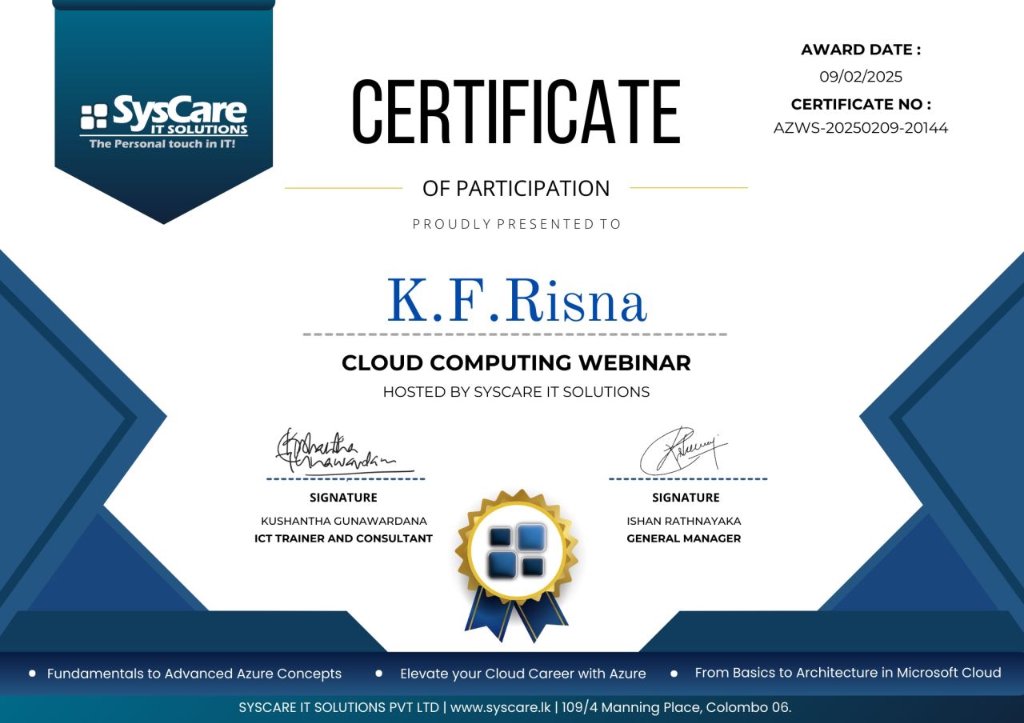 SysCare
IT SOLUTIONS
The Personal touch in IT!
AWARD DATE :
09/02/2025
CERTIFICATE NO :
AZWS-20250209-20144
CERTIFICATE
OF PARTICIPATION
PROUDLY PRESENTED TO
K.F.Risna
CLOUD COMPUTING WEBINAR
HOSTED BY SYSCARE IT SOLUTIONS
Kushantha
Gunawardana
SIGNATURE
KUSHANTHA GUNAWARDANA
ICT TRAINER AND CONSULTANT
SIGNATURE
ISHAN RATHNAYAKA
GENERAL MANAGER
• Fundamentals to Advanced Azure Concepts • Elevate your Cloud Career with Azure • From Basics to Architecture in Microsoft Cloud
SYSCARE IT SOLUTIONS PVT LTD | www.syscare.lk | 109/4 Manning Place, Colombo 06.